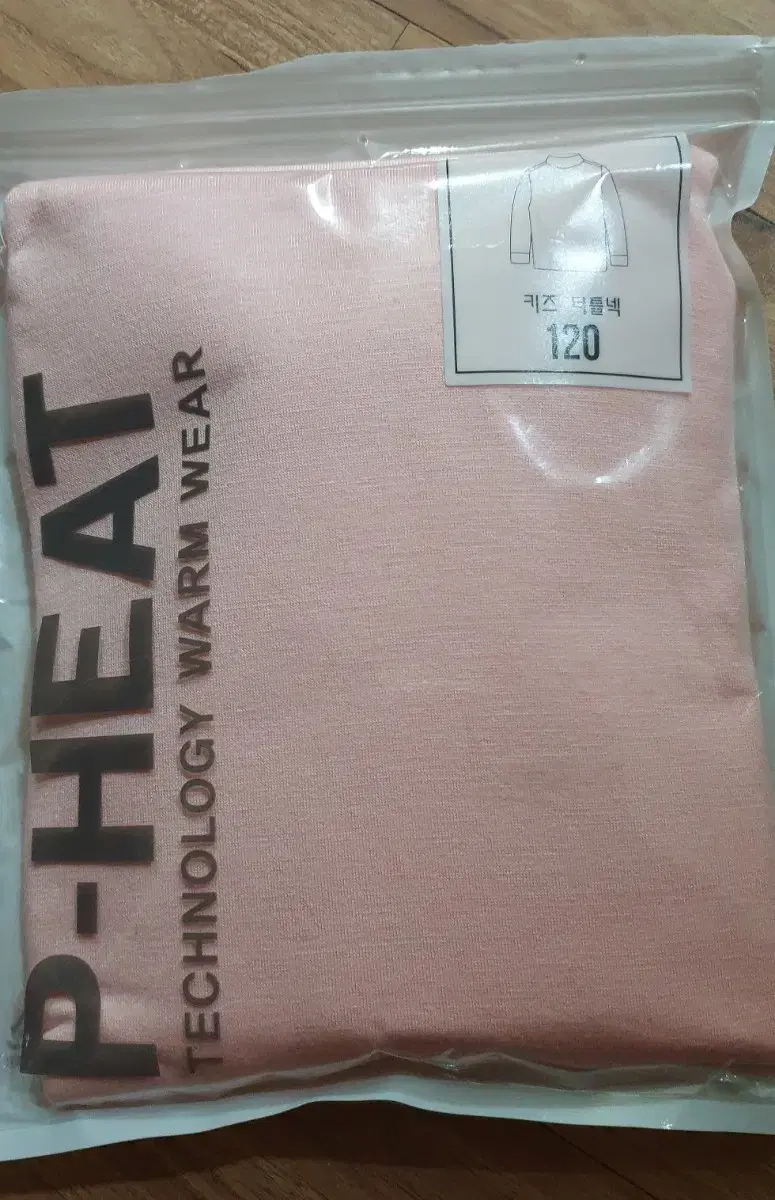 키즈 터틀넥
120
P-HEAT
TECHNOLOGY WARM WEAR